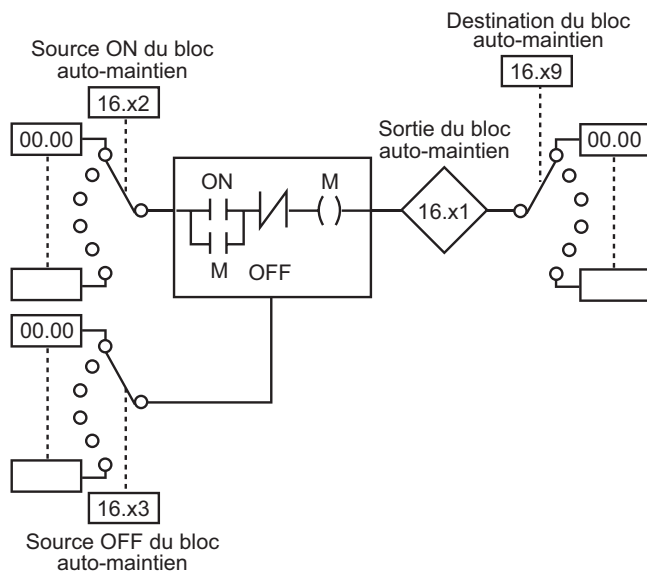 Destination du bloc
auto-maintien
16.x9
Source ON du bloc
auto-maintien
16.x2
00.00
Sortie du bloc
auto-maintien
00.00
ON
M
16.x1
M
OFF
00.00
16.x3
Source OFF du bloc
auto-maintien